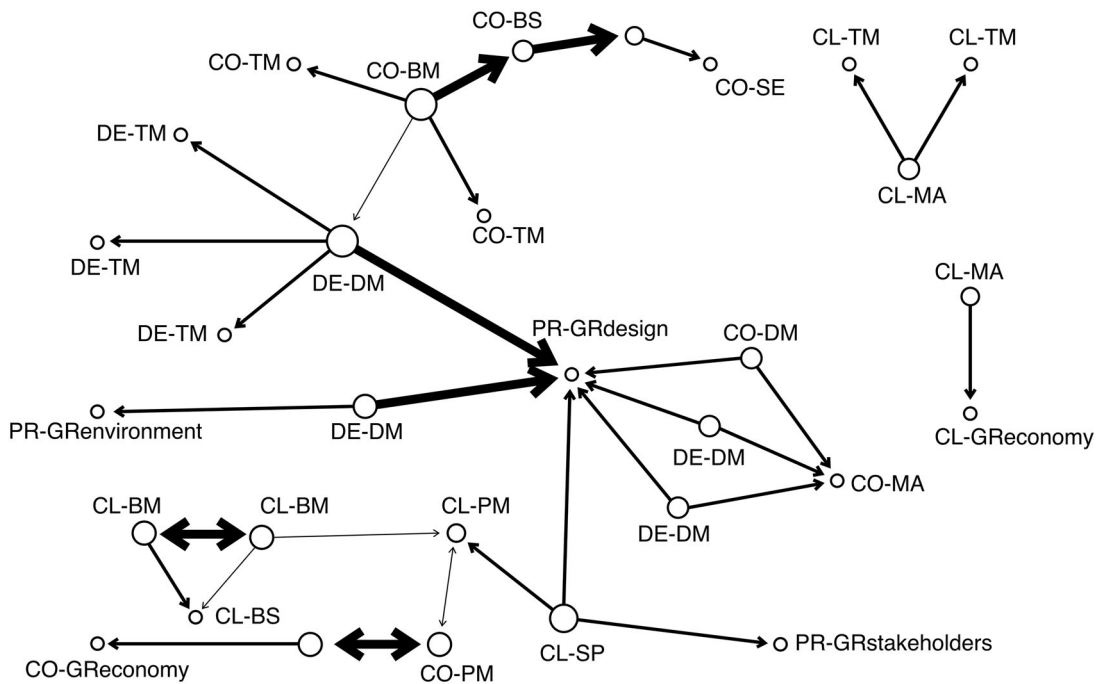 CO-BS
CL-TM
CL-TM
CO-TM
CO-BM
CO-SE
DE-TM
CL-MA
CO-TM
DE-TM
DE-DM
CL-MA
DE-TM
PR-GRdesign
CO-DM
PR-GRenvironment
DE-DM
CL-GReconomy
DE-DM
CO-MA
CL-BM
CL-BM
CL-PM
DE-DM
CL-BS
CO-GReconomy
CO-PM
CL-SP
PR-GRstakeholders